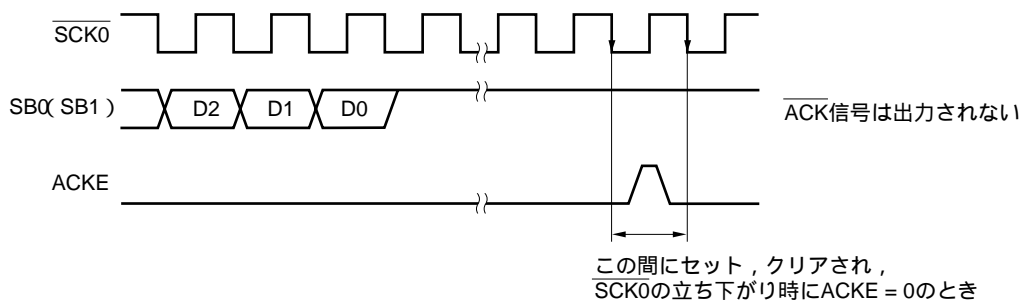 SCK0
SB0(SB1) D2 D1 D0
ACK信号は出力されない
ACKE
この間にセット，クリアされ，
SCK0の立ち下がり時にACKE = 0のとき